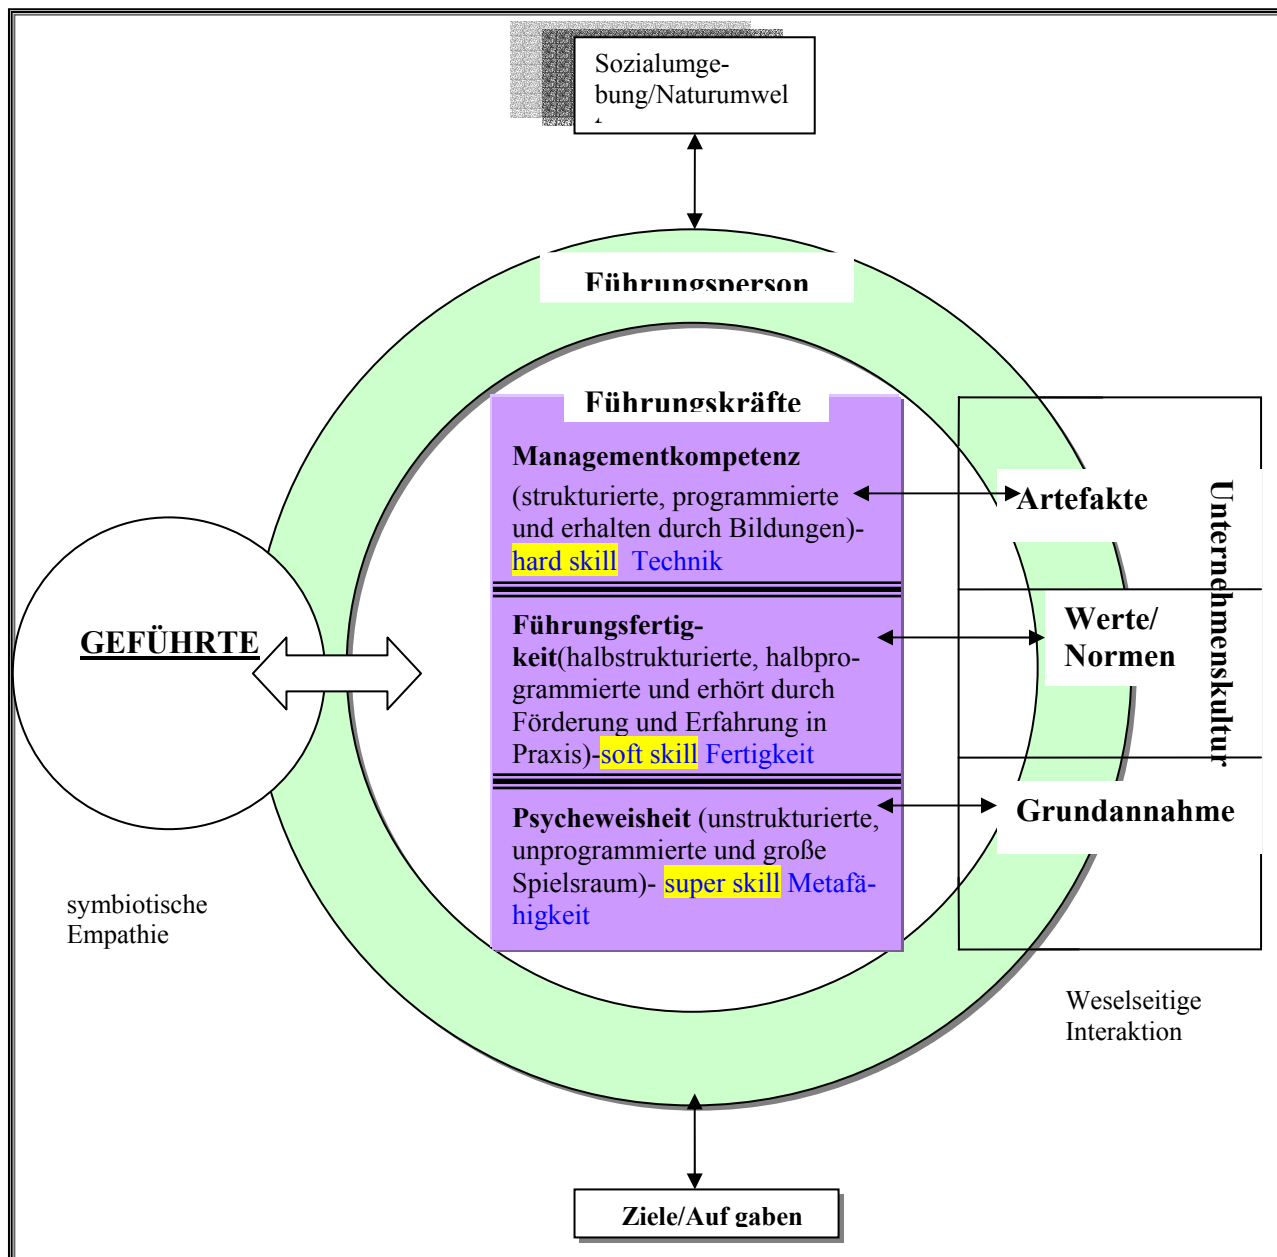 Sozialumge-
bung/Naturumwel
Führungsperson
Führungskräfte
Managementkompetenz
(strukturierte, programmierte
und erhalten durch Bildungen)-
hard skill Technik
Führungsfertig-
keit(halbstrukturierte, halbpro-
grammierte und erhört durch
Förderung und Erfahrung in
Praxis)-soft skill Fertigkeit
Psycheweisheit (unstrukturierte,
unprogrammierte und große
Spielsraum)- super skill Metafä-
higkeit
Artefakte
Werte/
Normen
Grundannahme
Unternehmenskultur
GEFÜHRTE
symbiotische
Empathie
Weselseitige
Interaktion
Ziele/Auf gaben